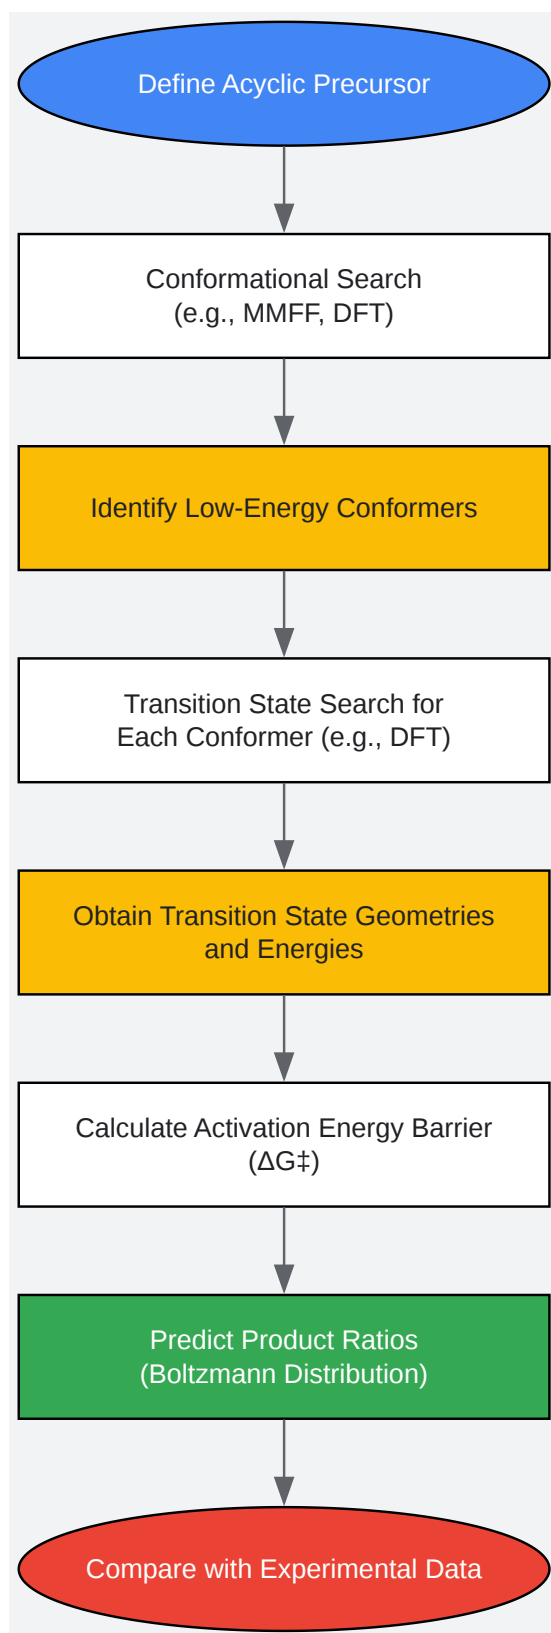 Define Acyclic Precursor
Conformational Search
(e.g., MMFF, DFT)
Identify Low-Energy Conformers
Transition State Search for
Each Conformer (e.g., DFT)
Obtain Transition State Geometries
and Energies
Calculate Activation Energy Barrier
(ΔG‡)
Predict Product Ratios
(Boltzmann Distribution)
Compare with Experimental Data